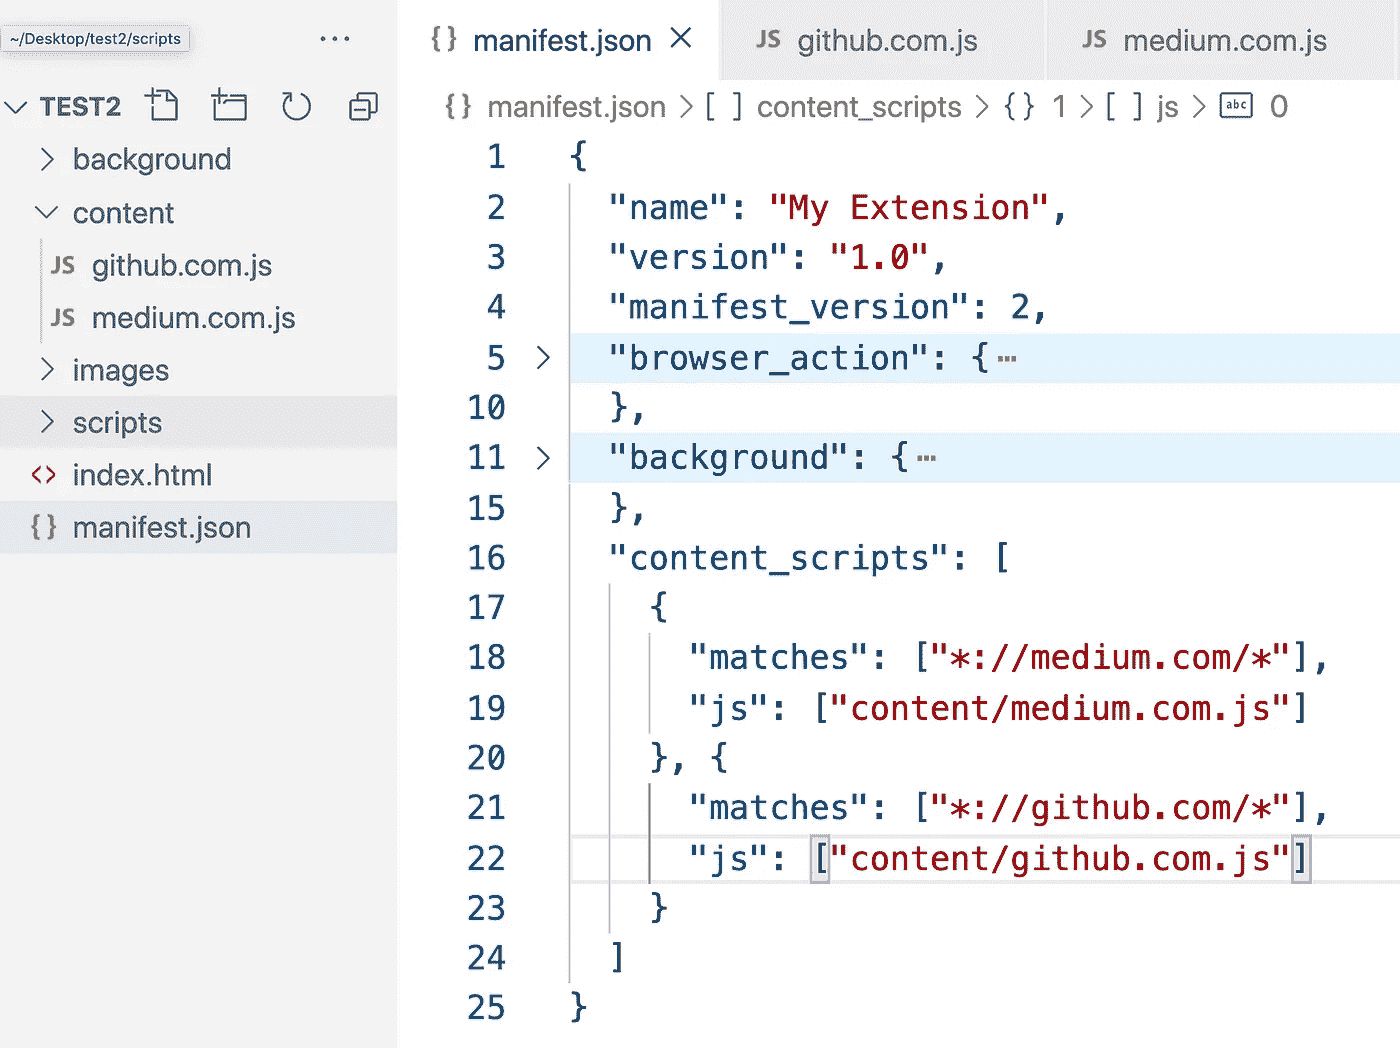 ~/Desktop/test2/scripts
TEST2
background
content
JS github.com.js
JS medium.com.js
images
scripts
<> index.html
{} manifest.json
{} manifest.json × JS github.com.js JS medium.com.js
{} manifest.json > [ ] content_scripts > {} 1 > [ ] js > abc 0
1 {
2 "name": "My Extension",
3 "version": "1.0",
4 "manifest_version": 2,
5 > "browser_action": {…
10 },
11 > "background": {…
15 },
16 "content_scripts": [
17 {
18 "matches": ["*://medium.com/*"],
19 "js": ["content/medium.com.js"]
20 }, {
21 "matches": ["*://github.com/*"],
22 "js": ["content/github.com.js"]
23 }
24 ]
25 }